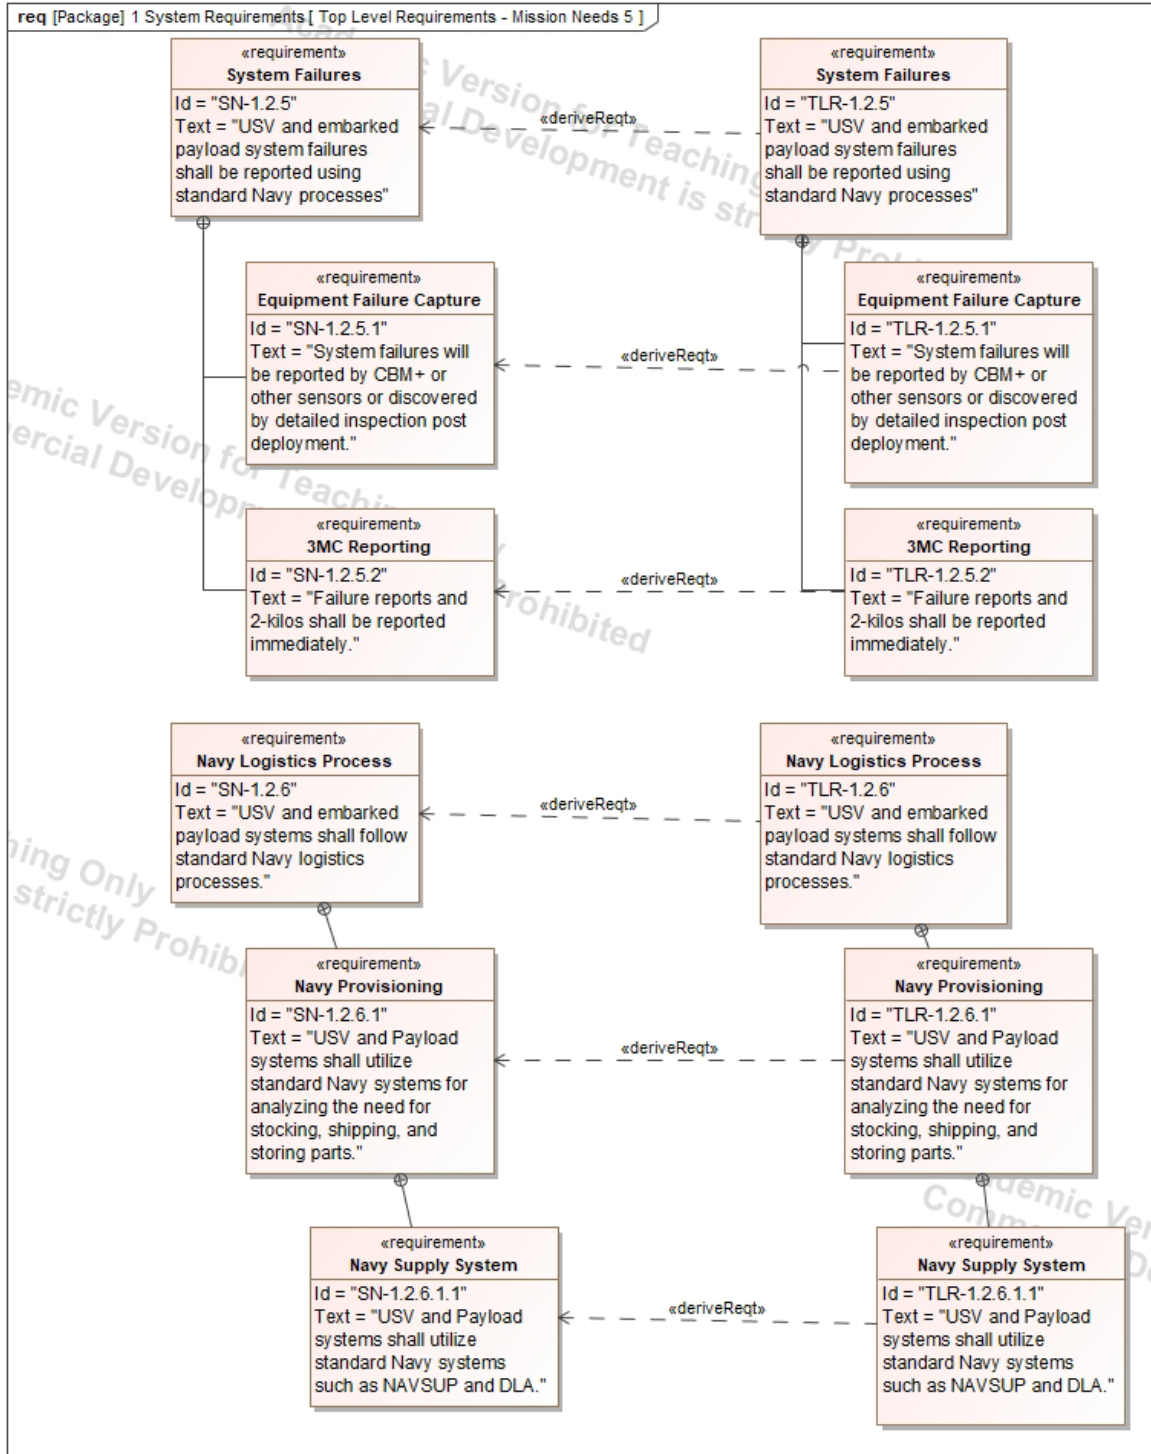 req [Package] 1 System Requirements [ Top Level Requirements - Mission Needs 5 ]
«requirement»
System Failures
Id = "SN-1.2.5"
Text = "USV and embarked
payload system failures
shall be reported using
standard Navy processes"
«deriveReqt»
«requirement»
System Failures
Id = "TLR-1.2.5"
Text = "USV and embarked
payload system failures
shall be reported using
standard Navy processes"
«requirement»
Equipment Failure Capture
Id = "SN-1.2.5.1"
Text = "System failures will
be reported by CBM+ or
other sensors or discovered
by detailed inspection post
deployment."
«deriveReqt»
«requirement»
Equipment Failure Capture
Id = "TLR-1.2.5.1"
Text = "System failures will
be reported by CBM+ or
other sensors or discovered
by detailed inspection post
deployment."
«requirement»
3MC Reporting
Id = "SN-1.2.5.2"
Text = "Failure reports and
2-kilos shall be reported
immediately."
«deriveReqt»
«requirement»
3MC Reporting
Id = "TLR-1.2.5.2"
Text = "Failure reports and
2-kilos shall be reported
immediately."
«requirement»
Navy Logistics Process
Id = "SN-1.2.6"
Text = "USV and embarked
payload systems shall follow
standard Navy logistics
processes."
«deriveReqt»
«requirement»
Navy Logistics Process
Id = "TLR-1.2.6"
Text = "USV and embarked
payload systems shall follow
standard Navy logistics
processes."
«requirement»
Navy Provisioning
Id = "SN-1.2.6.1"
Text = "USV and Payload
systems shall utilize
standard Navy systems for
analyzing the need for
stocking, shipping, and
storing parts."
«deriveReqt»
«requirement»
Navy Provisioning
Id = "TLR-1.2.6.1"
Text = "USV and Payload
systems shall utilize
standard Navy systems for
analyzing the need for
stocking, shipping, and
storing parts."
«requirement»
Navy Supply System
Id = "SN-1.2.6.1.1"
Text = "USV and Payload
systems shall utilize
standard Navy systems
such as NAVSUP and DLA."
«deriveReqt»
«requirement»
Navy Supply System
Id = "TLR-1.2.6.1.1"
Text = "USV and Payload
systems shall utilize
standard Navy systems
such as NAVSUP and DLA."
Version for Teaching
Development is
Version for
Only
strictly